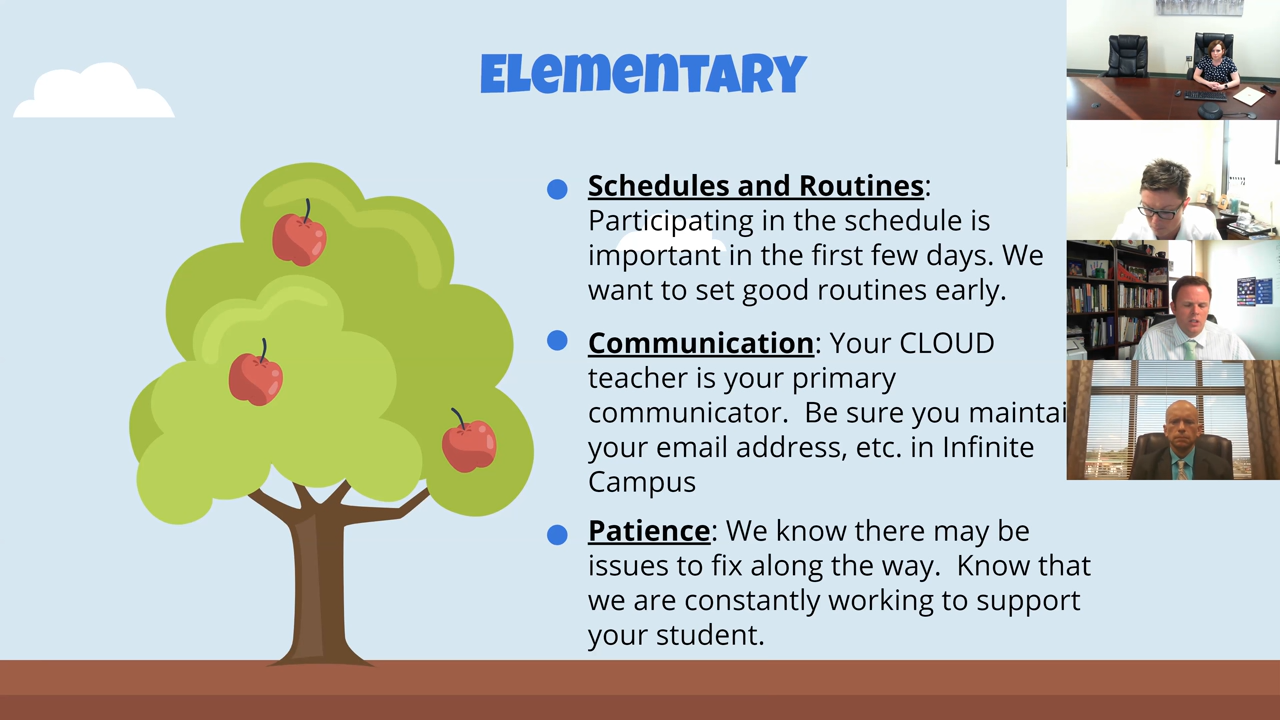 Elementary
Schedules and Routines:
Participating in the schedule is
important in the first few days. We
want to set good routines early.
Communication: Your CLOUD
teacher is your primary
communicator. Be sure you maintai
your email address, etc. in Infinite
Campus
Patience: We know there may be
issues to fix along the way. Know that
we are constantly working to support
your student.